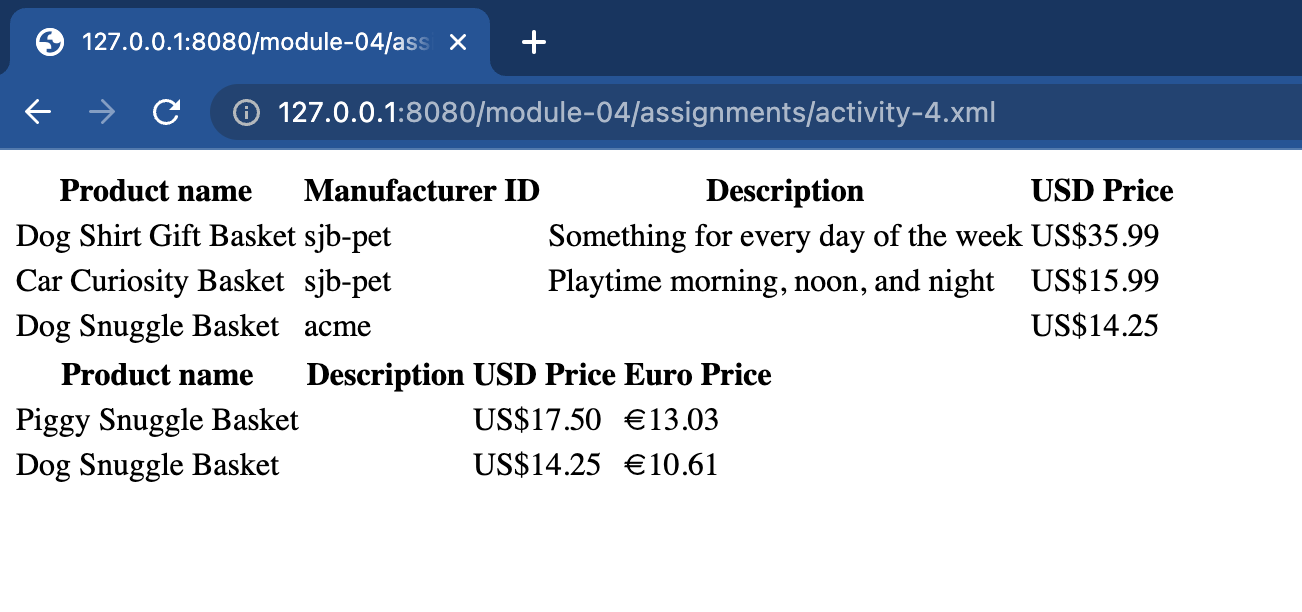 127.0.0.1:8080/module-04/ass
127.0.0.1:8080/module-04/assignments/activity-4.xml
Product name Manufacturer ID Description USD Price
Dog Shirt Gift Basket sjb-pet Something for every day of the week US$35.99
Car Curiosity Basket sjb-pet Playtime morning, noon, and night US$15.99
Dog Snuggle Basket acme US$14.25
Product name Description USD Price Euro Price
Piggy Snuggle Basket US$17.50 €13.03
Dog Snuggle Basket US$14.25 €10.61